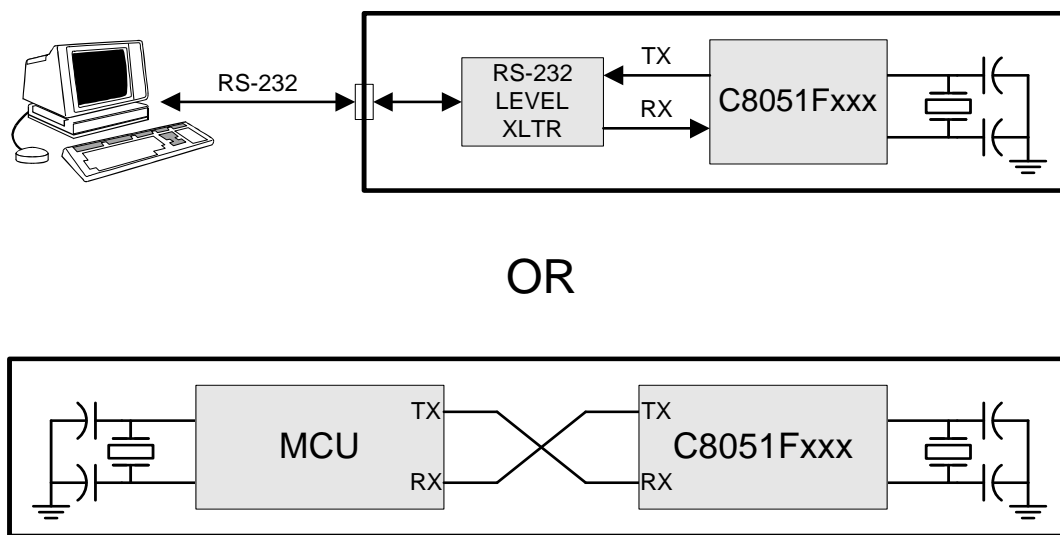 RS-232
RS-232
LEVEL
XLTR
TX
RX
C8051Fxxx
OR
MCU
TX
RX
TX
RX
C8051Fxxx